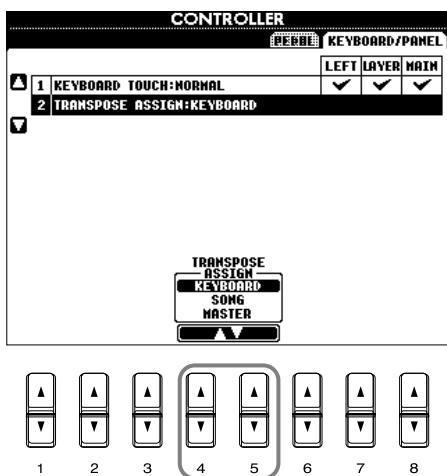 CONTROLLER
PEDAL KEYBOARD/PANEL
LEFT LAYER MAIN
1 KEYBOARD TOUCH:NORMAL
2 TRANSPOSE ASSIGN:KEYBOARD
TRANSPOSE
ASSIGN
KEYBOARD
SONG
MASTER
1 2 3 4 5 6 7 8